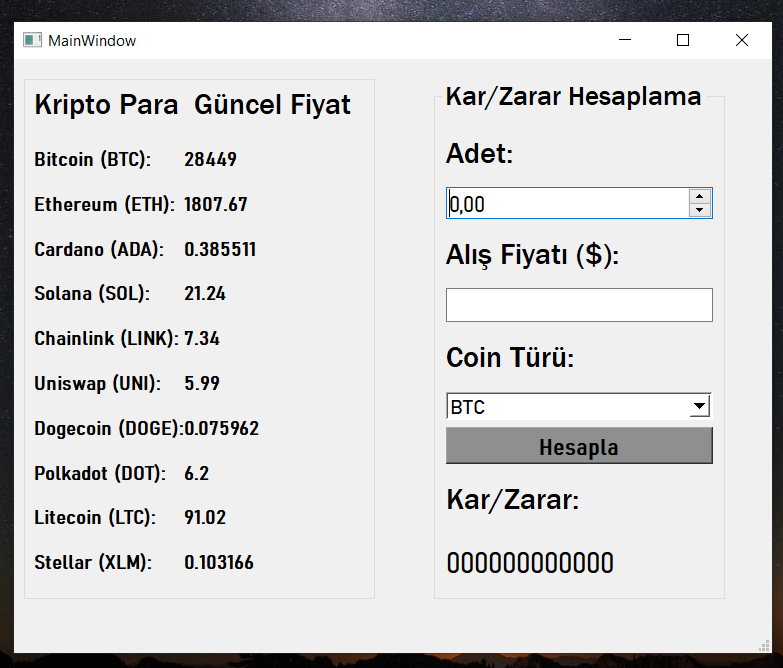 MainWindow
Kripto Para Güncel Fiyat
Bitcoin (BTC): 28449
Ethereum (ETH): 1807.67
Cardano (ADA): 0.385511
Solana (SOL): 21.24
Chainlink (LINK): 7.34
Uniswap (UNI): 5.99
Dogecoin (DOGE): 0.075962
Polkadot (DOT): 6.2
Litecoin (LTC): 91.02
Stellar (XLM): 0.103166
Kar/Zarar Hesaplama
Adet:
0,00
Alış Fiyatı ($):
Coin Türü:
BTC
Hesapla
Kar/Zarar:
000000000000